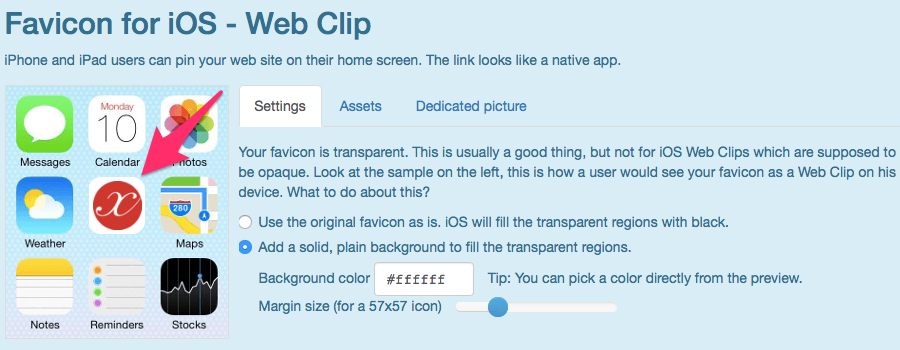 Favicon for iOS - Web Clip
iPhone and iPad users can pin your web site on their home screen. The link looks like a native app.
Monday
10
Messages
Calendar
Photos
280
Weather
Maps
Notes
Reminders
Stocks
Settings
Assets
Dedicated picture
Your favicon is transparent. This is usually a good thing, but not for iOS Web Clips which are supposed to
be opaque. Look at the sample on the left, this is how a user would see your favicon as a Web Clip on his
device. What to do about this?
Use the original favicon as is. iOS will fill the transparent regions with black.
Add a solid, plain background to fill the transparent regions.
Background color #ffffff Tip: You can pick a color directly from the preview.
Margin size (for a 57x57 icon)